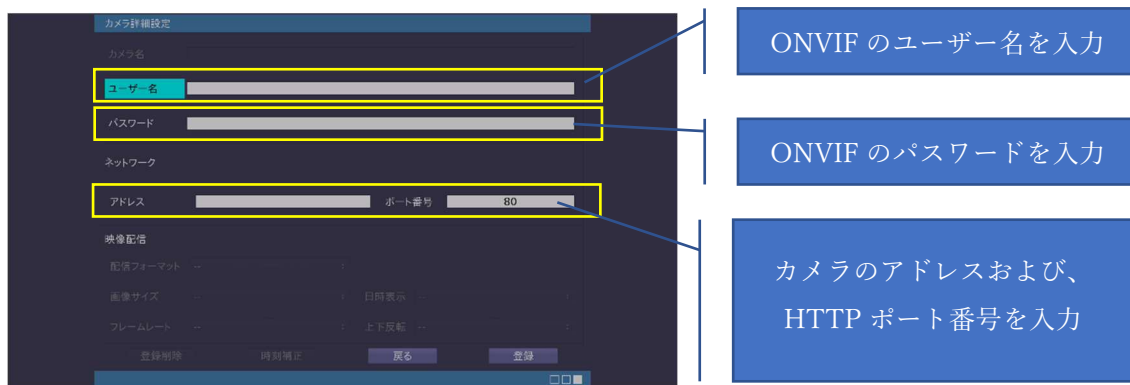 カメラ詳細設定
カメラ名
ユーザー名
パスワード
ネットワーク
アドレス ポート番号 80
映像配信
配信フォーマット --
画像サイズ -- 日時表示 --
フレームレート -- 上下反転 --
登録削除 時刻補正 戻る 登録
ONVIF のユーザー名を入力
ONVIF のパスワードを入力
カメラのアドレスおよび、
HTTP ポート番号を入力